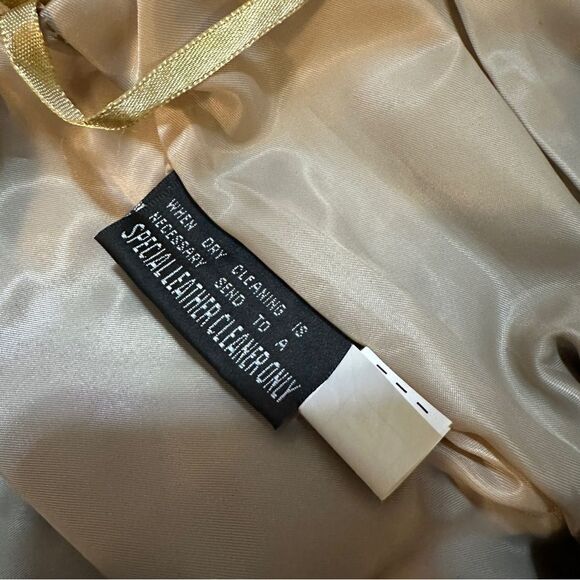 WHEN DRY CLEANING IS
NECESSARY SEND TO A
SPECIAL LEATHER CLEANER ONLY